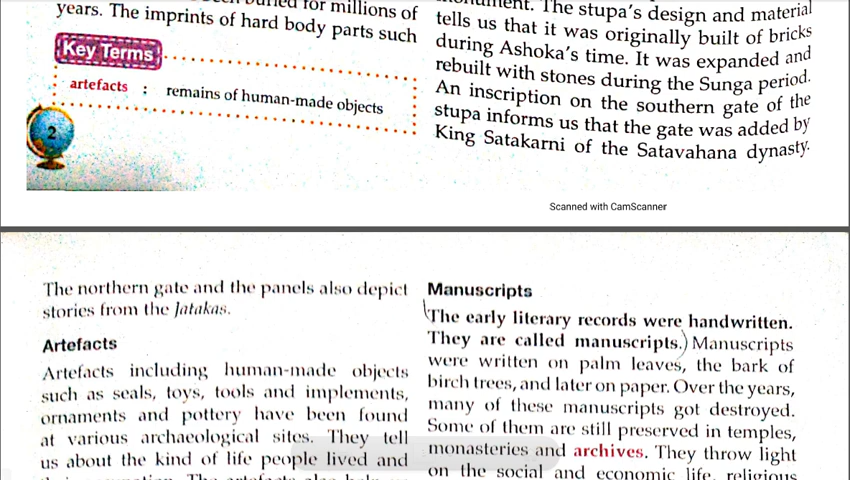 for millions of
years. The imprints of hard body parts such
Key Terms
artefacts : remains of human-made objects
2
The stupa's design and material
tells us that it was originally built of bricks
during Ashoka's time. It was expanded and
rebuilt with stones during the Sunga period.
An inscription on the southern gate of the
stupa informs us that the gate was added by
King Satakarni of the Satavahana dynasty.
Scanned with CamScanner
The northern gate and the panels also depict
stories from the Jatakas.
Artefacts
Artefacts including human-made objects
such as seals, toys, tools and implements,
ornaments and pottery have been found
at various archaeological sites. They tell
us about the kind of life people lived and
Manuscripts
The early literary records were handwritten.
They are called manuscripts.) Manuscripts
were written on palm leaves, the bark of
birch trees, and later on paper. Over the years,
many of these manuscripts got destroyed.
Some of them are still preserved in temples,
monasteries and archives. They throw light
on the social and economic life, religious